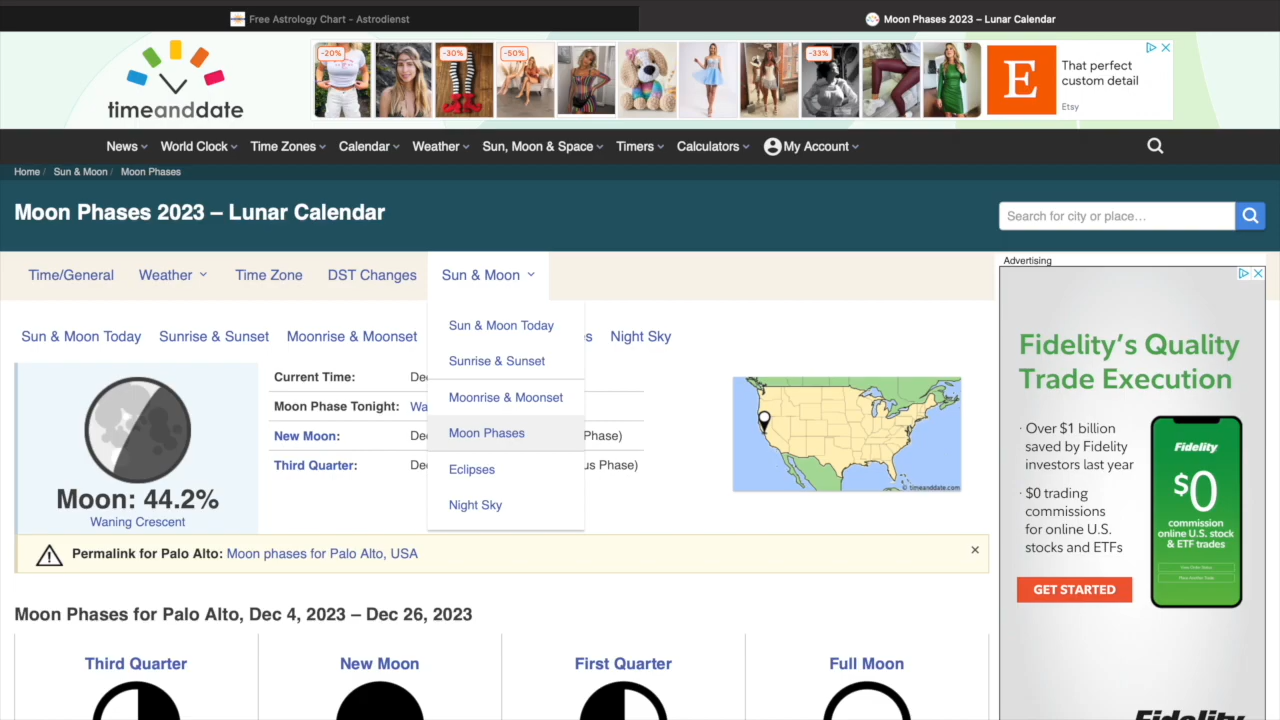 Free Astrology Chart – Astrodienst
Moon Phases 2023 – Lunar Calendar
timeanddate
-20%
-30%
-50%
-33%
E
That perfect
custom detail
Etsy
News
World Clock
Time Zones
Calendar
Weather
Sun, Moon & Space
Timers
Calculators
My Account
Home / Sun & Moon / Moon Phases
Moon Phases 2023 – Lunar Calendar
Search for city or place...
Time/General
Weather
Time Zone
DST Changes
Sun & Moon
Advertising
Sun & Moon Today
Sunrise & Sunset
Moonrise & Moonset
s
Night Sky
Sun & Moon Today
Sunrise & Sunset
Moonrise & Moonset
Moon Phases
Eclipses
Night Sky
Moon: 44.2%
Waning Crescent
Current Time: Dec
Moon Phase Tonight: Wa
New Moon: Dec Phase)
Third Quarter: Dec us Phase)
© timeanddate.com
Permalink for Palo Alto: Moon phases for Palo Alto, USA
×
Moon Phases for Palo Alto, Dec 4, 2023 – Dec 26, 2023
Third Quarter
New Moon
First Quarter
Full Moon
Fidelity's Quality
Trade Execution
· Over $1 billion
saved by Fidelity
investors last year
· $0 trading
commissions
for online U.S.
stocks and ETFs
GET STARTED
Fidelity
$0
commission
online U.S. stock
& ETF trades
Fidelity